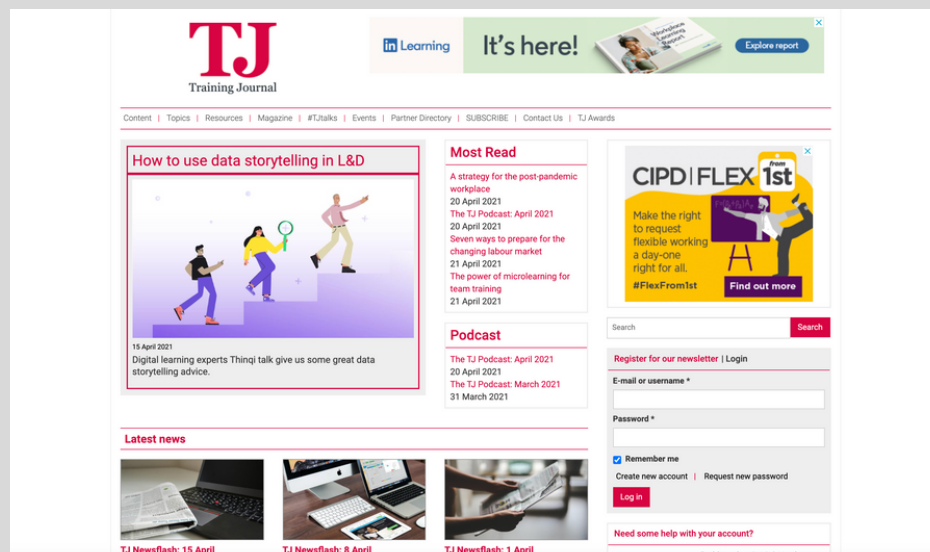 TJ
Training Journal
in Learning
It's here!
Workplace
Learning
Report
Explore report
Content | Topics | Resources | Magazine | #TJtalks | Events | Partner Directory | SUBSCRIBE | Contact Us | TJ Awards
How to use data storytelling in L&D
15 April 2021
Digital learning experts Thinqi talk give us some great data
storytelling advice.
Most Read
A strategy for the post-pandemic
workplace
20 April 2021
The TJ Podcast: April 2021
20 April 2021
Seven ways to prepare for the
changing labour market
21 April 2021
The power of microlearning for
team training
21 April 2021
Podcast
The TJ Podcast: April 2021
20 April 2021
The TJ Podcast: March 2021
31 March 2021
CIPD | FLEX from 1st
Make the right
to request
flexible working
a day-one
right for all.
#FlexFrom1st
Find out more
Search
Search
Register for our newsletter | Login
E-mail or username *
Password *
Remember me
Create new account | Request new password
Log in
Need some help with your account?
Latest news
TJ Newsflash: 15 April
TJ Newsflash: 8 April
TJ Newsflash: 1 April